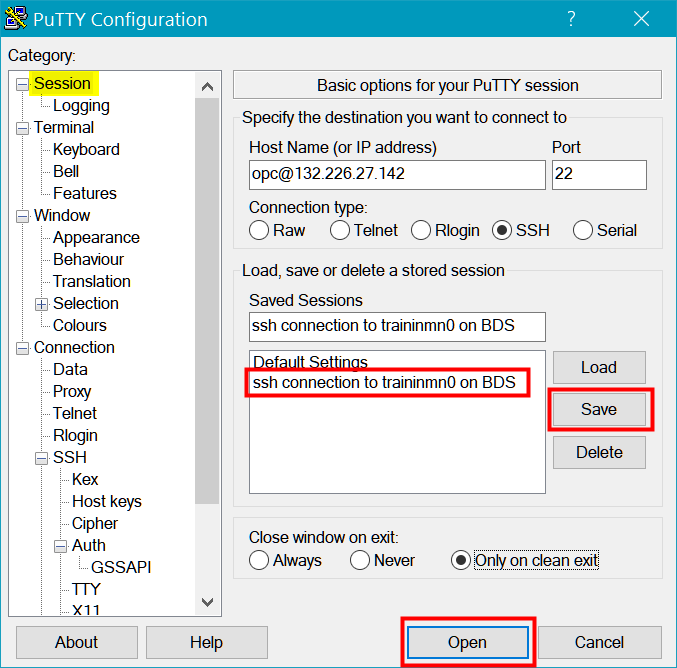 PuTTY Configuration
?
Category:
Session
Logging
Terminal
Keyboard
Bell
Features
Window
Appearance
Behaviour
Translation
Selection
Colours
Connection
Data
Proxy
Telnet
Rlogin
SSH
Kex
Host keys
Cipher
Auth
GSSAPI
TTY
X11
Basic options for your PuTTY session
Specify the destination you want to connect to
Host Name (or IP address) Port
opc@132.226.27.142 22
Connection type:
Raw Telnet Rlogin SSH Serial
Load, save or delete a stored session
Saved Sessions
ssh connection to traininmn0 on BDS
Default Settings
ssh connection to traininmn0 on BDS
Load
Save
Delete
Close window on exit:
Always Never Only on clean exit
About Help Open Cancel